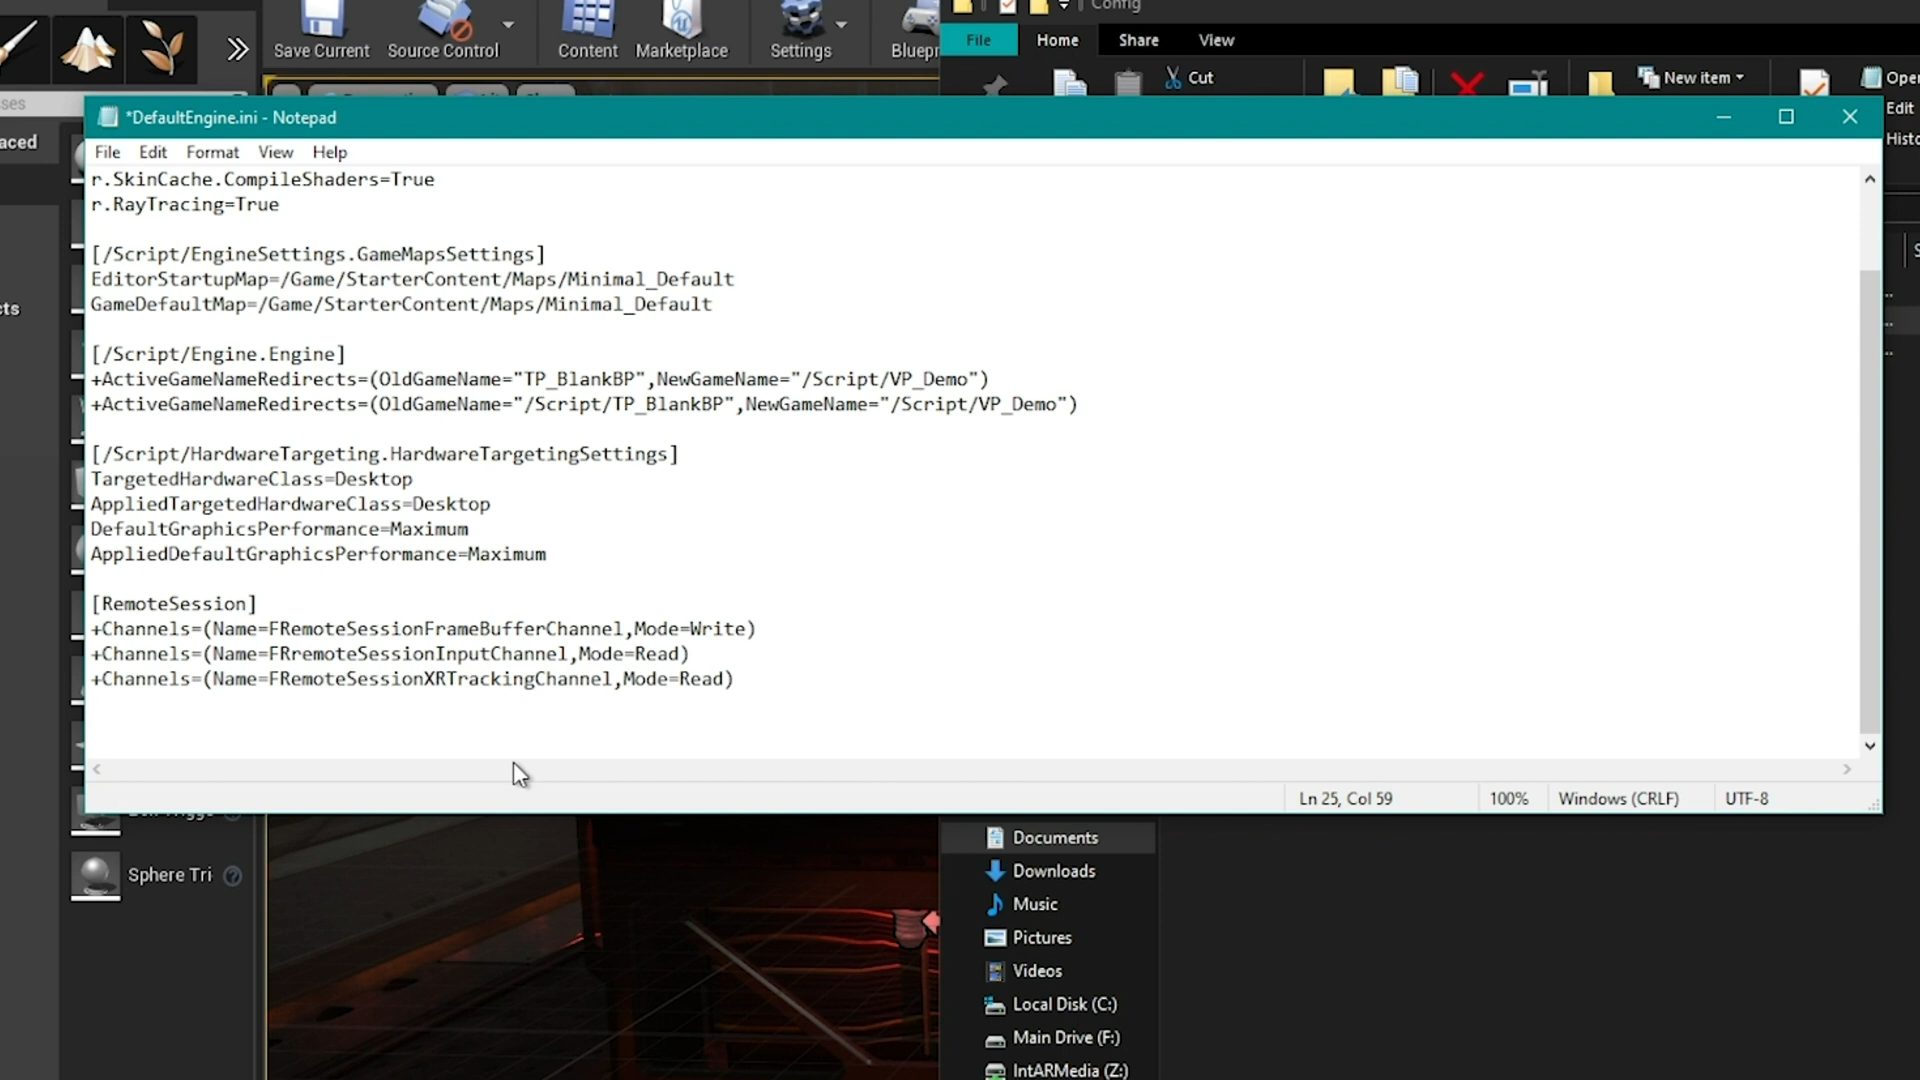 Config
Save Current
Source Control
Content
Marketplace
Settings
File
Home
Share
View
Cut
New item
Edit
*DefaultEngine.ini - Notepad
File Edit Format View Help
r.SkinCache.CompileShaders=True
r.RayTracing=True
[/Script/EngineSettings.GameMapsSettings]
EditorStartupMap=/Game/StarterContent/Maps/Minimal_Default
GameDefaultMap=/Game/StarterContent/Maps/Minimal_Default
[/Script/Engine.Engine]
+ActiveGameNameRedirects=(OldGameName="TP_BlankBP",NewGameName="/Script/VP_Demo")
+ActiveGameNameRedirects=(OldGameName="/Script/TP_BlankBP",NewGameName="/Script/VP_Demo")
[/Script/HardwareTargeting.HardwareTargetingSettings]
TargetedHardwareClass=Desktop
AppliedTargetedHardwareClass=Desktop
DefaultGraphicsPerformance=Maximum
AppliedDefaultGraphicsPerformance=Maximum
[RemoteSession]
+Channels=(Name=FRemoteSessionFrameBufferChannel,Mode=Write)
+Channels=(Name=FRremoteSessionInputChannel,Mode=Read)
+Channels=(Name=FRemoteSessionXRTrackingChannel,Mode=Read)
Ln 25, Col 59
100%
Windows (CRLF)
UTF-8
Sphere Tri
Documents
Downloads
Music
Pictures
Videos
Local Disk (C:)
Main Drive (F:)
IntARMedia (Z:)